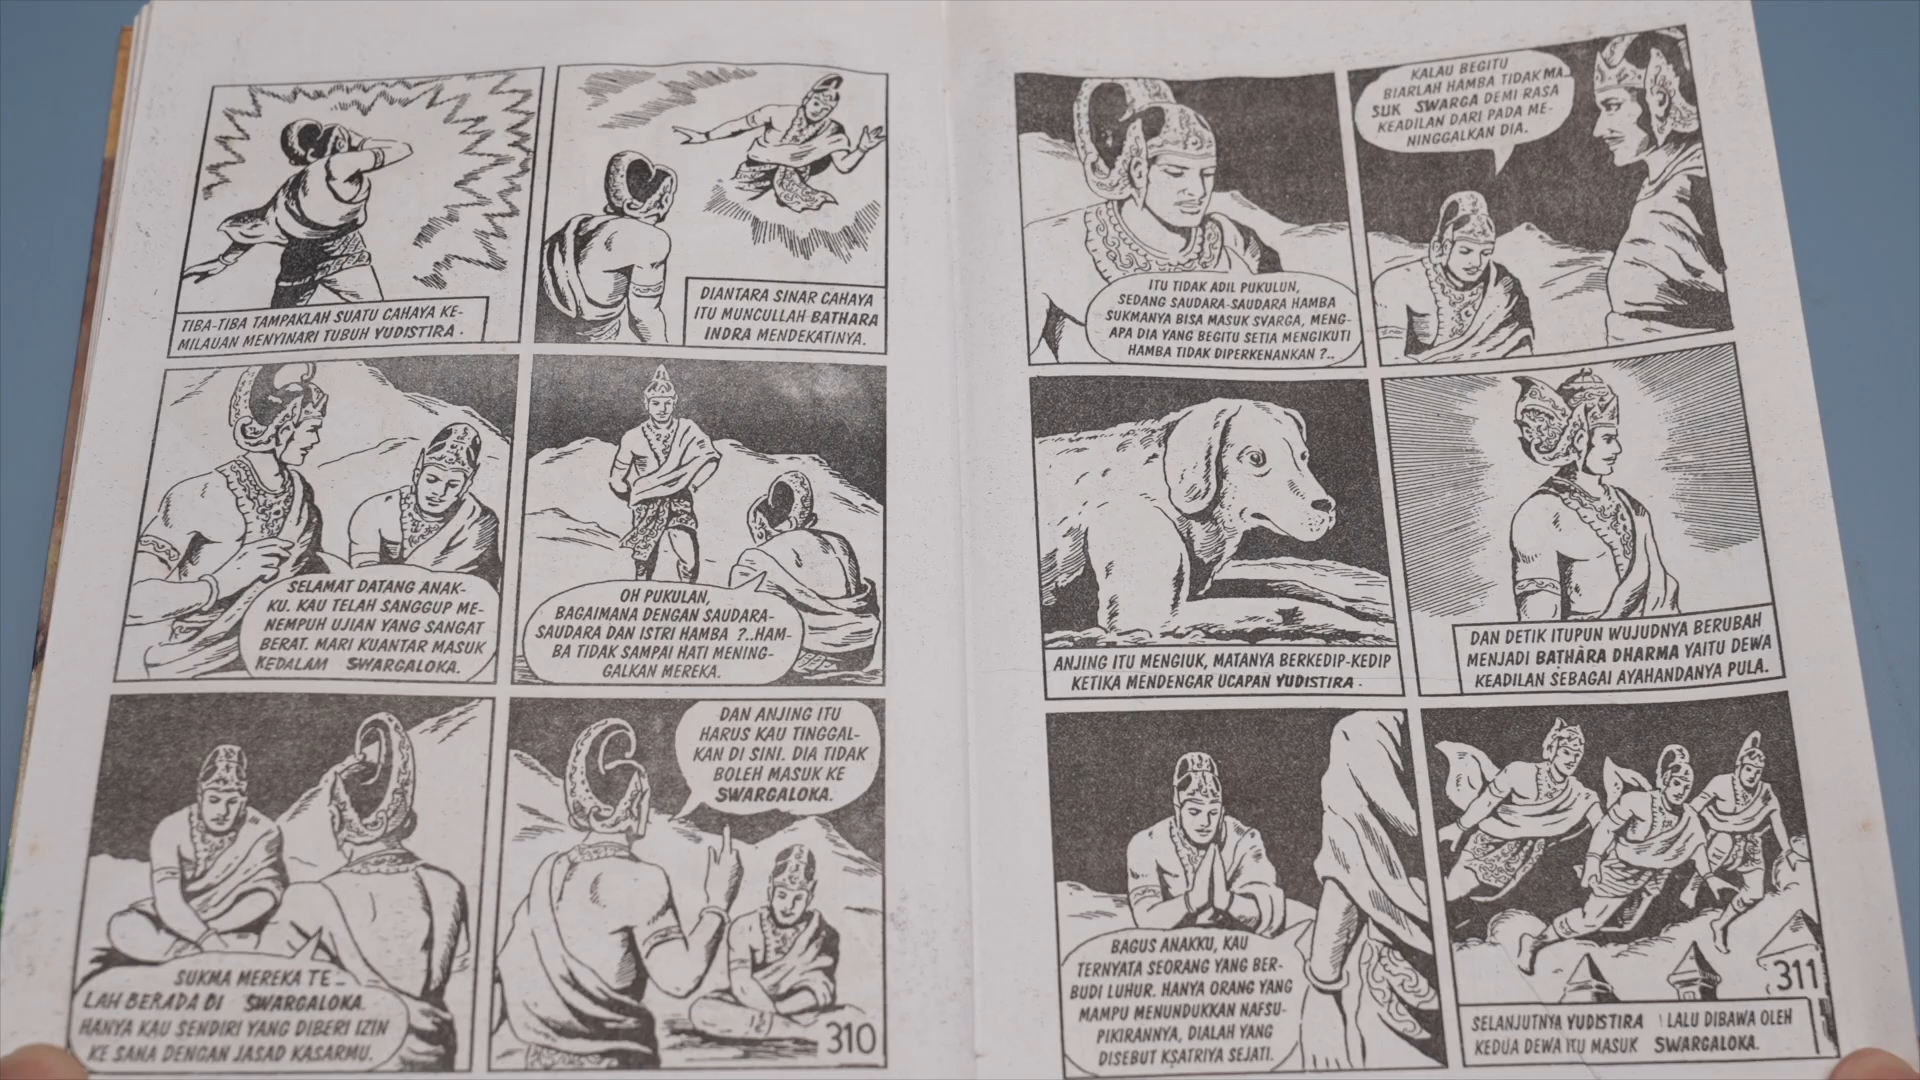 TIBA-TIBA TAMPAKLAH SUATU CAHAYA KE-
MILAUAN MENYINARI TUBUH YUDISTIRA.
DIANTARA SINAR CAHAYA
ITU MUNCULLAH BATHARA
INDRA MENDEKATINYA.
SELAMAT DATANG ANAK-
KU. KAU TELAH SANGGUP ME-
NEMPUH UJIAN YANG SANGAT
BERAT. MARI KUANTAR MASUK
KEDALAM SWARGALOKA.
OH PUKULAN,
BAGAIMANA DENGAN SAUDARA-
SAUDARA DAN ISTRI HAMBA ?..HAM-
BA TIDAK SAMPAI HATI MENING-
GALKAN MEREKA.
SUKMA MEREKA TE-
LAH BERADA DI SWARGALOKA.
HANYA KAU SENDIRI YANG DIBERI IZIN
KE SANA DENGAN JASAD KASARMU.
DAN ANJING ITU
HARUS KAU TINGGAL-
KAN DI SINI. DIA TIDAK
BOLEH MASUK KE
SWARGALOKA.
310
ITU TIDAK ADIL PUKULUN,
SEDANG SAUDARA-SAUDARA HAMBA
SUKMANYA BISA MASUK SVARGA, MENG-
APA DIA YANG BEGITU SETIA MENGIKUTI
HAMBA TIDAK DIPERKENANKAN ?..
KALAU BEGITU
BIARLAH HAMBA TIDAK MA-
SUK SWARGA DEMI RASA
KEADILAN DARI PADA ME-
NINGGALKAN DIA.
ANJING ITU MENGIUK, MATANYA BERKEDIP-KEDIP
KETIKA MENDENGAR UCAPAN YUDISTIRA.
DAN DETIK ITUPUN WUJUDNYA BERUBAH
MENJADI BATHARA DHARMA YAITU DEWA
KEADILAN SEBAGAI AYAHANDANYA PULA.
BAGUS ANAKKU, KAU
TERNYATA SEORANG YANG BER-
BUDI LUHUR. HANYA ORANG YANG
MAMPU MENUNDUKKAN NAFSU-
PIKIRANNYA, DIALAH YANG
DISEBUT KSATRIYA SEJATI.
311
SELANJUTNYA YUDISTIRA LALU DIBAWA OLEH
KEDUA DEWA ITU MASUK SWARGALOKA.